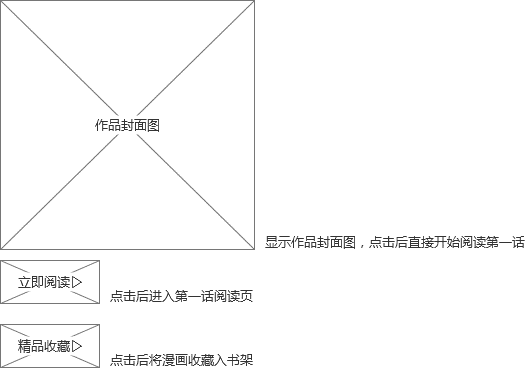 作品封面图
显示作品封面图，点击后直接开始阅读第一话
立即阅读▷
点击后进入第一话阅读页
精品收藏▷
点击后将漫画收藏入书架